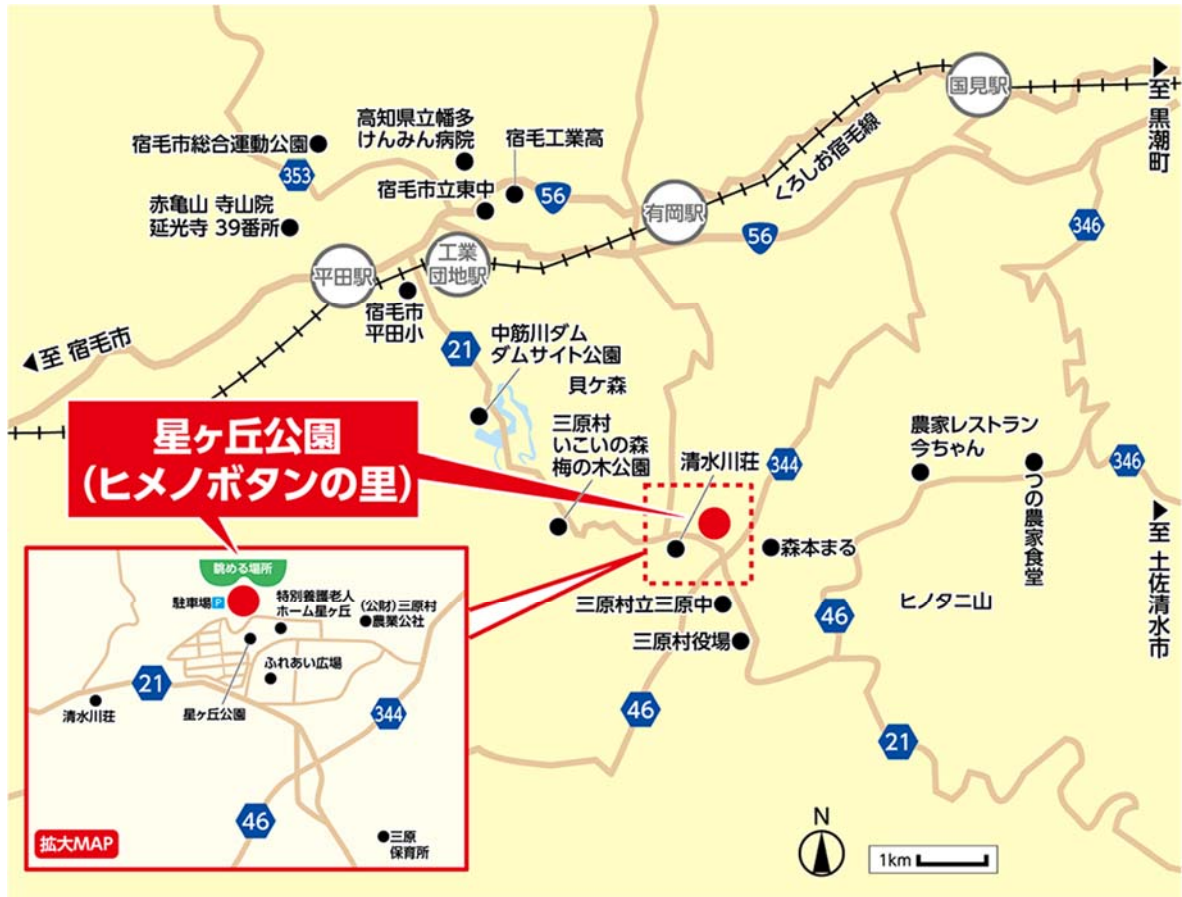 国見駅
▶至 黒潮町
高知県立幡多
けんみん病院
宿毛工業高
宿毛市総合運動公園
353
宿毛市立東中
56
くろしお宿毛線
赤亀山 寺山院
延光寺 39番所
有岡駅
56
346
工業
団地駅
平田駅
宿毛市
平田小
◀至 宿毛市
21
中筋川ダム
ダムサイト公園
貝ケ森
星ヶ丘公園
(ヒメノボタンの里)
三原村
いこいの森
梅の木公園
清水川荘
344
農家レストラン
今ちゃん
つの農家食堂
346
▶至 土佐清水市
森本まる
三原村立三原中
三原村役場
46
ヒノタニ山
46
21
眺める場所
駐車場P
特別養護老人
ホーム星ヶ丘
(公財)三原村
農業公社
ふれあい広場
21
清水川荘
星ヶ丘公園
344
46
拡大MAP
三原
保育所
N
1km